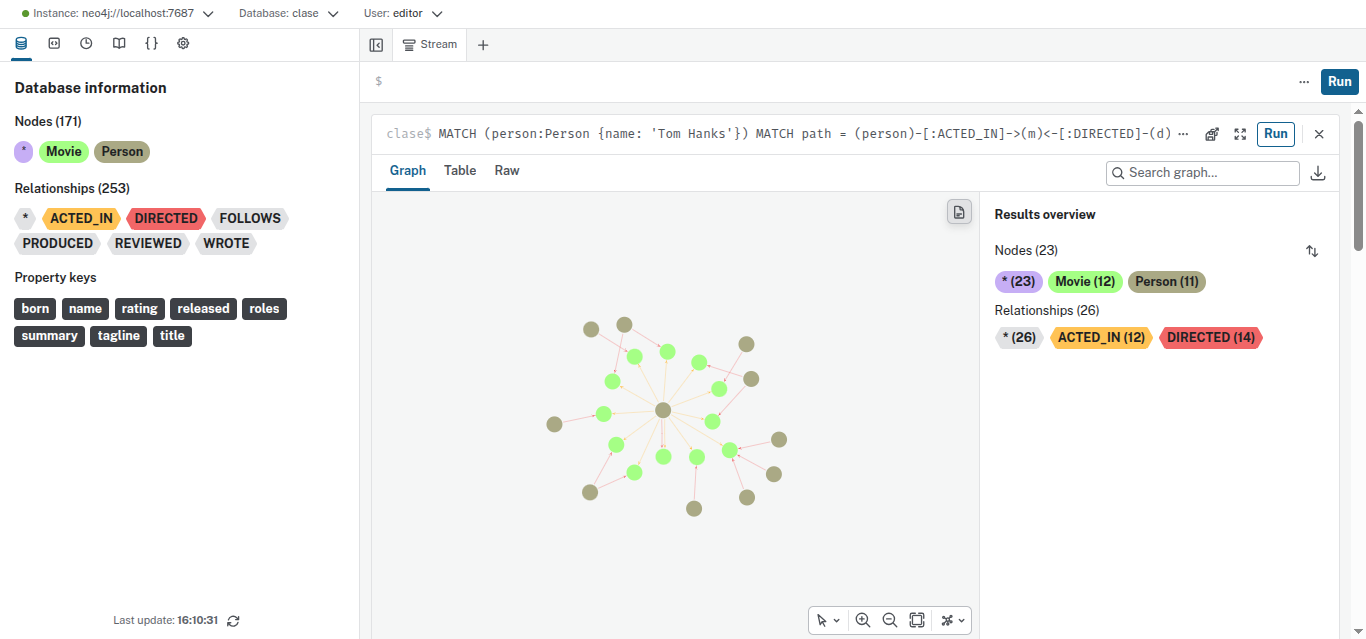 Instance: neo4j://localhost:7687 Database: clase User: editor
Stream
$ ··· Run
Database information
Nodes (171)
* Movie Person
Relationships (253)
* ACTED_IN DIRECTED FOLLOWS
PRODUCED REVIEWED WROTE
Property keys
born name rating released roles
summary tagline title
Last update: 16:10:31
clase$ MATCH (person:Person {name: 'Tom Hanks'}) MATCH path = (person)-[:ACTED_IN]->(m)<-[:DIRECTED]-(d) ··· Run
Graph Table Raw
Search graph...
Results overview
Nodes (23)
* (23) Movie (12) Person (11)
Relationships (26)
* (26) ACTED_IN (12) DIRECTED (14)